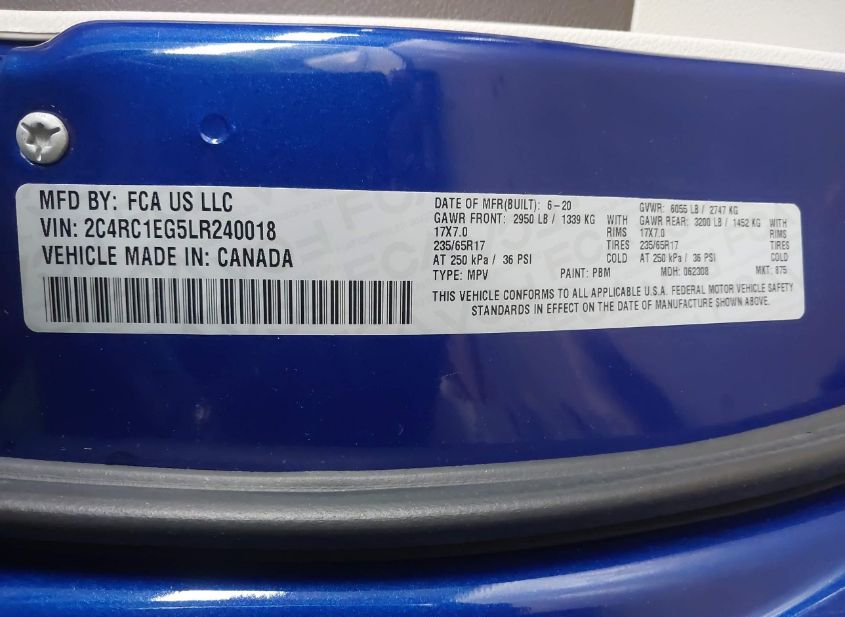 MFD BY: FCA US LLC
VIN: 2C4RC1EG5LR240018
VEHICLE MADE IN: CANADA
DATE OF MFR(BUILT): 6-20 GVWR: 6055 LB / 2747 KG
GAWR FRONT: 2950 LB / 1339 KG WITH GAWR REAR: 3200 LB / 1452 KG WITH
17X7.0 RIMS 17X7.0 RIMS
235/65R17 TIRES 235/65R17 TIRES
AT 250 kPa / 36 PSI COLD AT 250 kPa / 36 PSI COLD
TYPE: MPV PAINT: PBM MDH: 062308 MKT: 875
THIS VEHICLE CONFORMS TO ALL APPLICABLE U.S.A. FEDERAL MOTOR VEHICLE SAFETY
STANDARDS IN EFFECT ON THE DATE OF MANUFACTURE SHOWN ABOVE.